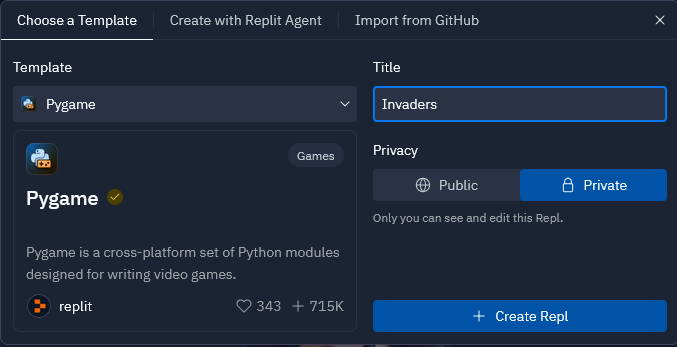 Choose a Template
Create with Replit Agent
Import from GitHub
Template
Pygame
Games
Pygame
Pygame is a cross-platform set of Python modules
designed for writing video games.
replit
343
715K
Title
Invaders
Privacy
Public
Private
Only you can see and edit this Repl.
Create Repl